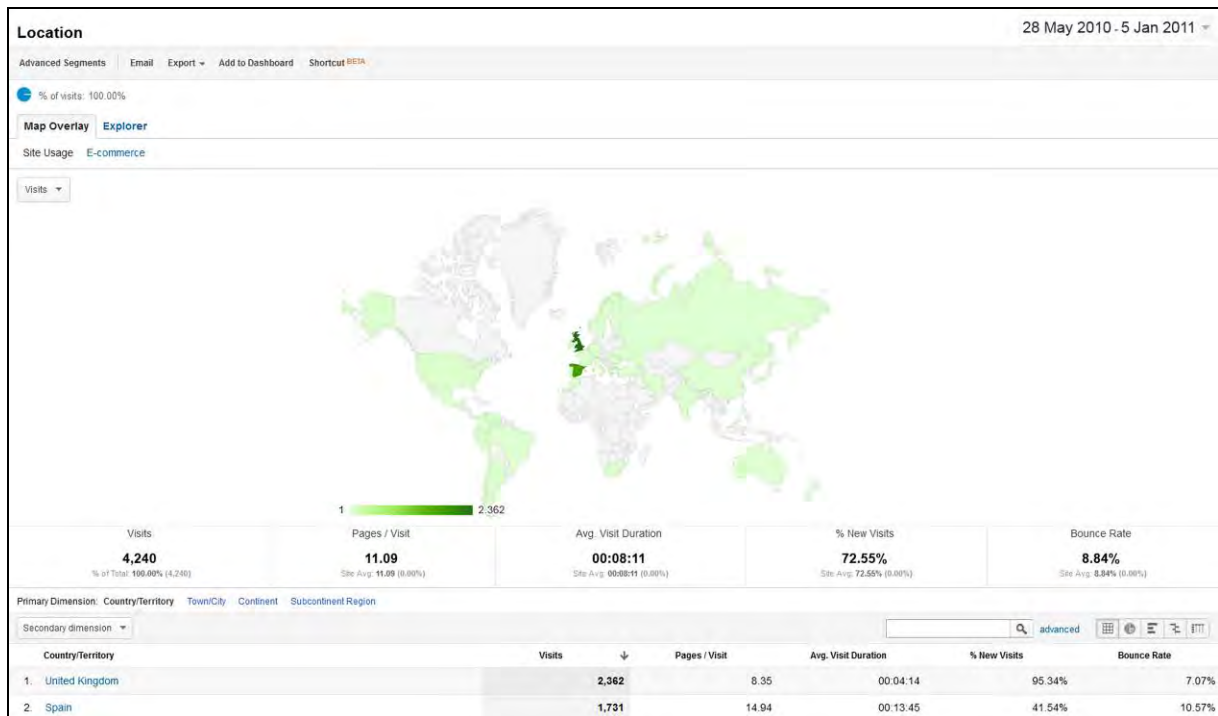 Location
28 May 2010 - 5 Jan 2011
Advanced Segments Email Export Add to Dashboard Shortcut BETA
% of visits: 100.00%
Map Overlay Explorer
Site Usage E-commerce
Visits
1 2.362
Visits Pages / Visit Avg. Visit Duration % New Visits Bounce Rate
4,240 11.09 00:08:11 72.55% 8.84%
% of Total: 100.00% (4,240) Site Avg: 11.09 (0.00%) Site Avg: 00:08:11 (0.00%) Site Avg: 72.55% (0.00%) Site Avg: 8.84% (0.00%)
Primary Dimension: Country/Territory Town/City Continent Subcontinent Region
Secondary dimension advanced
Country/Territory Visits Pages / Visit Avg. Visit Duration % New Visits Bounce Rate
1. United Kingdom 2,362 8.35 00:04:14 95.34% 7.07%
2. Spain 1,731 14.94 00:13:45 41.54% 10.57%